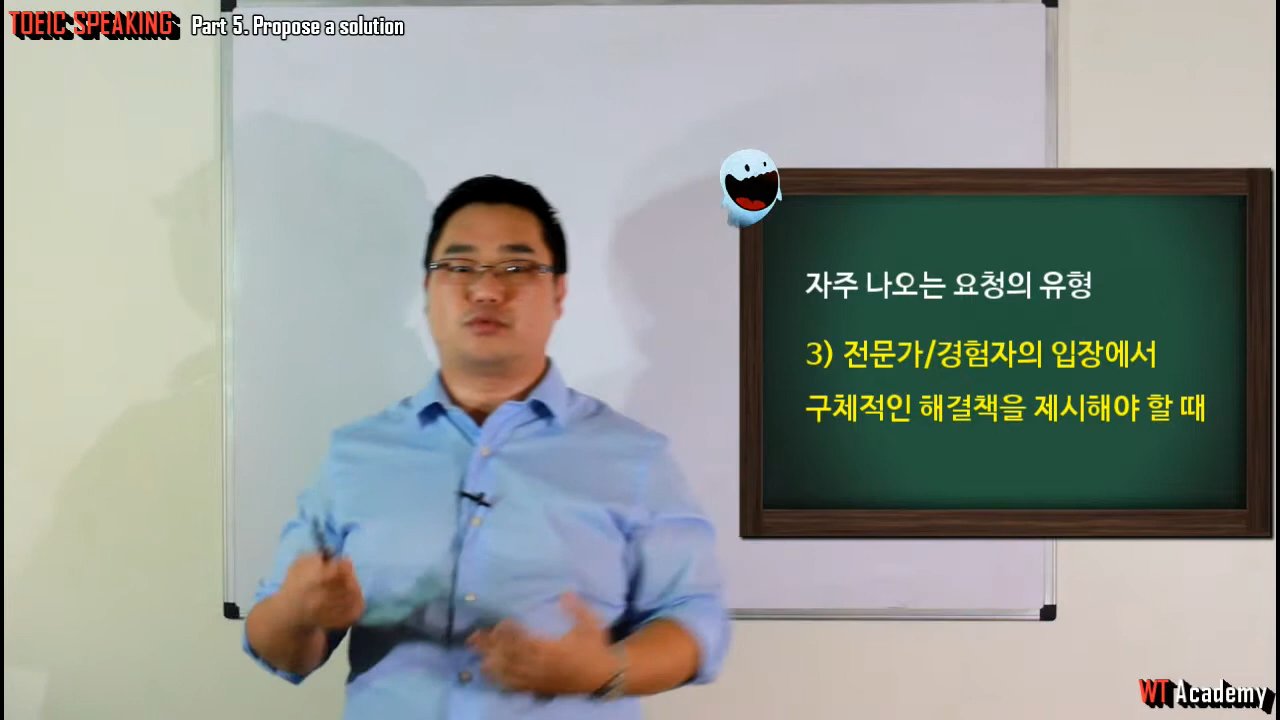 TOEIC SPEAKING Part 5. Propose a solution
자주 나오는 요청의 유형
3) 전문가/경험자의 입장에서
구체적인 해결책을 제시해야 할 때
WT Academy